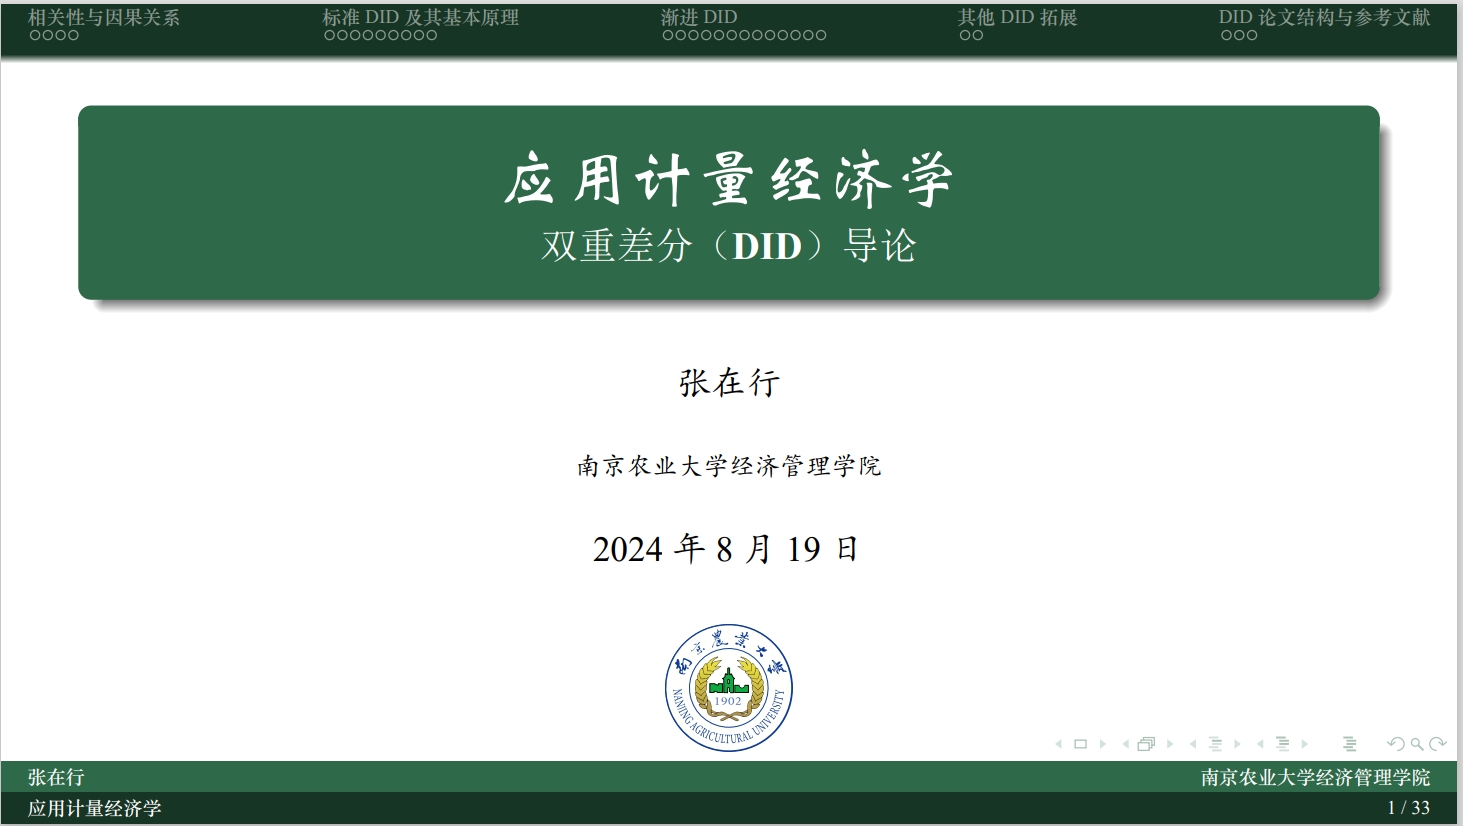 相关性与因果关系 标准 DID 及其基本原理 渐进 DID 其他 DID 拓展 DID 论文结构与参考文献
应用计量经济学
双重差分（DID）导论
张在行
南京农业大学经济管理学院
2024 年 8 月 19 日
南京農業大學
1902
NANJING AGRICULTURAL UNIVERSITY
张在行 南京农业大学经济管理学院
应用计量经济学 1 / 33